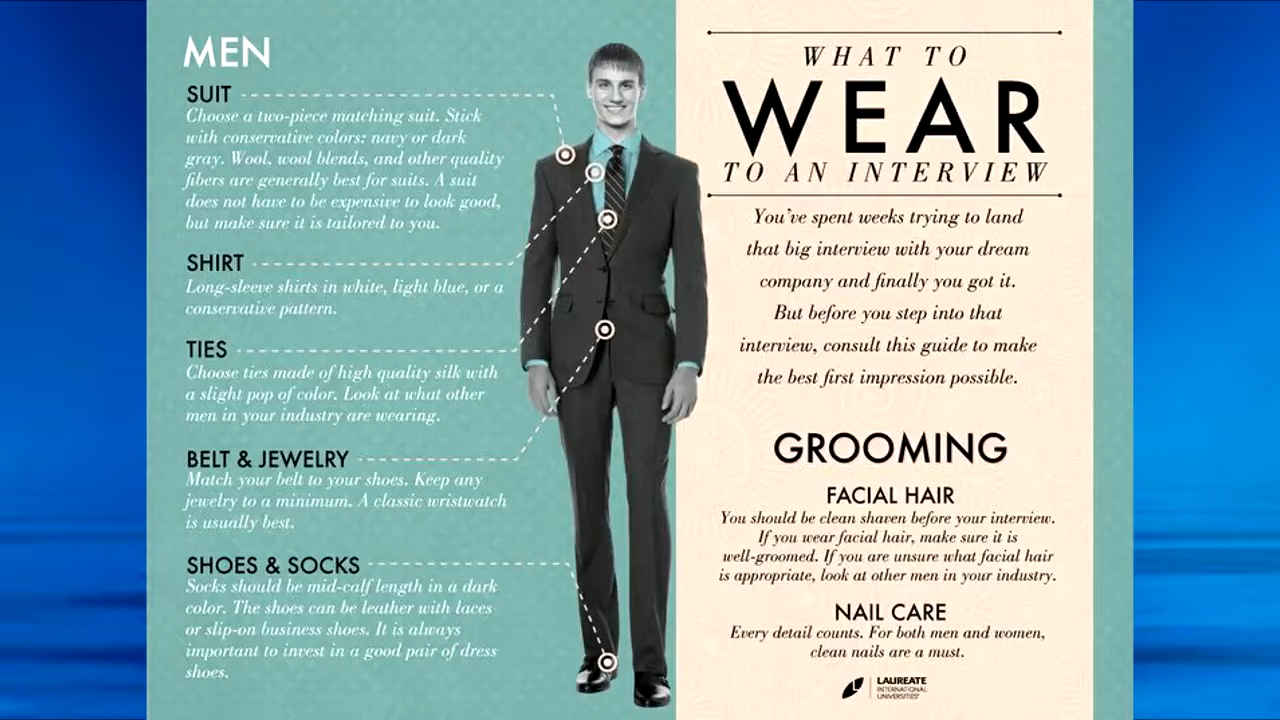 MEN
SUIT
Choose a two-piece matching suit. Stick
with conservative colors: navy or dark
gray. Wool, wool blends, and other quality
fibers are generally best for suits. A suit
does not have to be expensive to look good,
but make sure it is tailored to you.
SHIRT
Long-sleeve shirts in white, light blue, or a
conservative pattern.
TIES
Choose ties made of high quality silk with
a slight pop of color. Look at what other
men in your industry are wearing.
BELT & JEWELRY
Match your belt to your shoes. Keep any
jewelry to a minimum. A classic wristwatch
is usually best.
SHOES & SOCKS
Socks should be mid-calf length in a dark
color. The shoes can be leather with laces
or slip-on business shoes. It is always
important to invest in a good pair of dress
shoes.
WHAT TO
WEAR
TO AN INTERVIEW
You've spent weeks trying to land
that big interview with your dream
company and finally you got it.
But before you step into that
interview, consult this guide to make
the best first impression possible.
GROOMING
FACIAL HAIR
You should be clean shaven before your interview.
If you wear facial hair, make sure it is
well-groomed. If you are unsure what facial hair
is appropriate, look at other men in your industry.
NAIL CARE
Every detail counts. For both men and women,
clean nails are a must.
LAUREATE
INTERNATIONAL
UNIVERSITIES